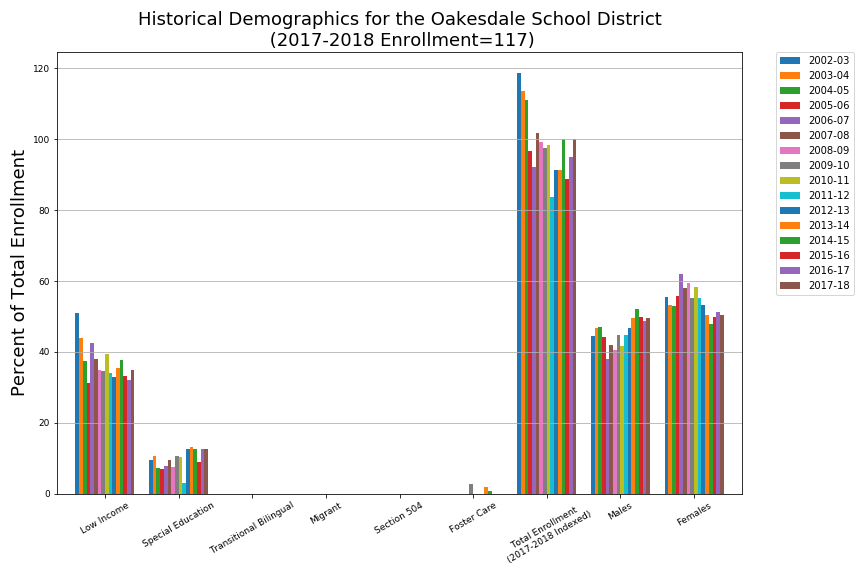 Historical Demographics for the Oakesdale School District
(2017-2018 Enrollment=117)
Percent of Total Enrollment
120
100
80
60
40
20
0
Low Income
Special Education
Transitional Bilingual
Migrant
Section 504
Foster Care
Total Enrollment
(2017-2018 Indexed)
Males
Females
2002-03
2003-04
2004-05
2005-06
2006-07
2007-08
2008-09
2009-10
2010-11
2011-12
2012-13
2013-14
2014-15
2015-16
2016-17
2017-18